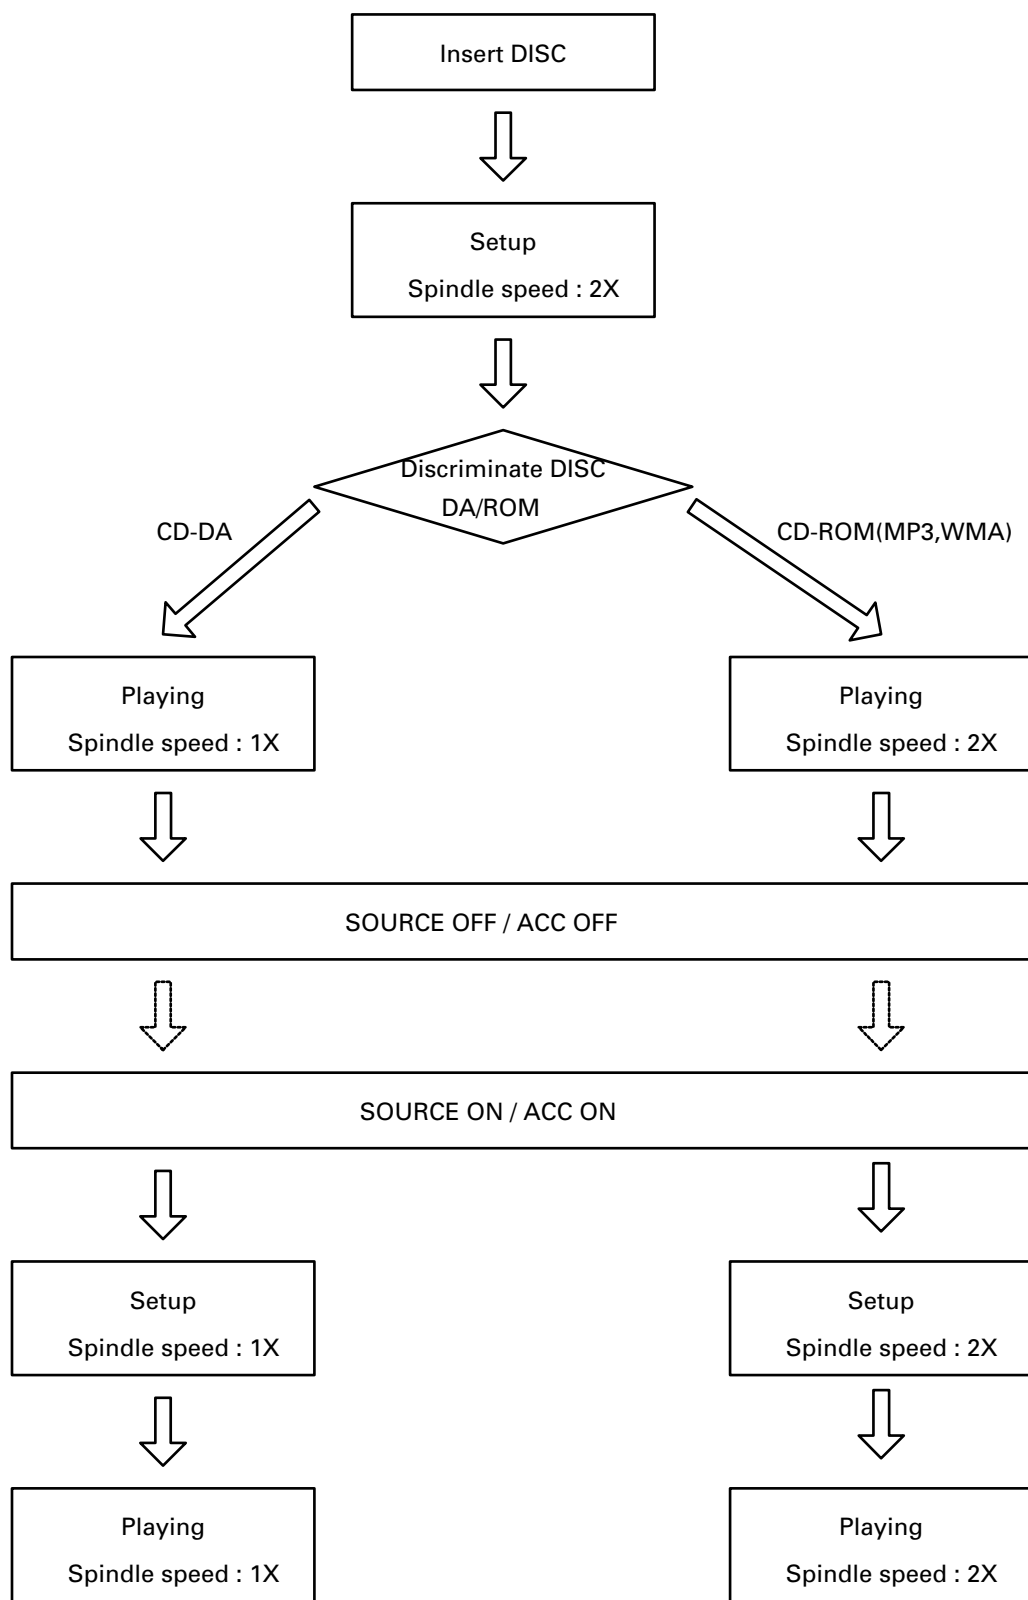 Insert DISC
Setup
Spindle speed : 2X
Discriminate DISC
DA/ROM
CD-DA
CD-ROM(MP3,WMA)
Playing
Spindle speed : 1X
Playing
Spindle speed : 2X
SOURCE OFF / ACC OFF
SOURCE ON / ACC ON
Setup
Spindle speed : 1X
Setup
Spindle speed : 2X
Playing
Spindle speed : 1X
Playing
Spindle speed : 2X